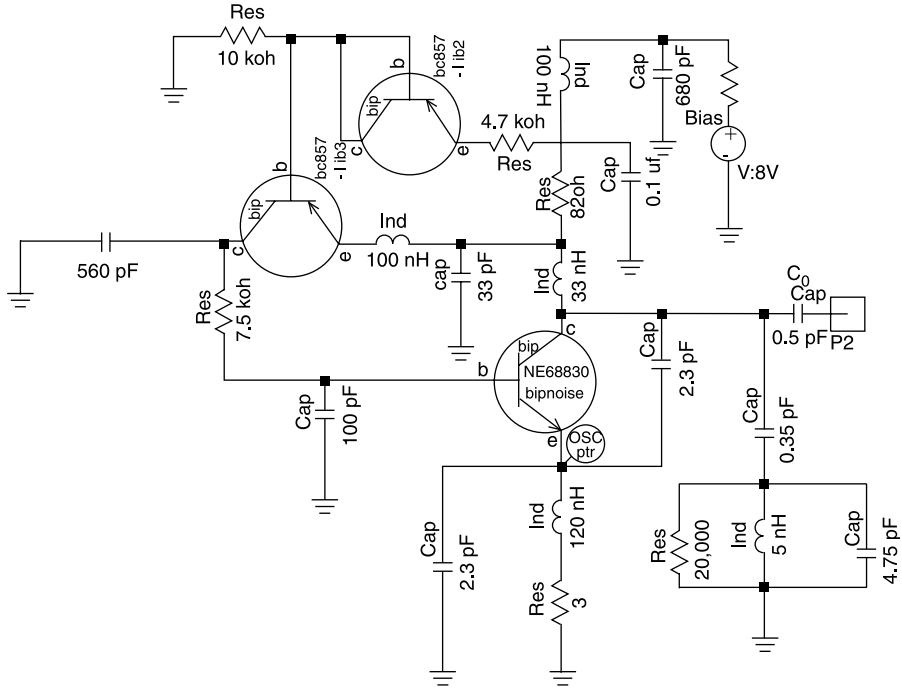 Res
10 koh
bc857
-lib2
b
bip
c
e
4.7 koh
Res
Ind
100 nH
Cap
680 pF
Bias
+
-
V:8V
Res
82oh
Cap
0.1 uf
b
bc857
-lib3
bip
c
e
560 pF
Ind
100 nH
cap
33 pF
Ind
33 nH
Res
7.5 koh
C0
Cap
0.5 pF
P2
c
bip
b
NE68830
bipnoise
e
OSC
ptr
Cap
2.3 pF
Cap
100 pF
Cap
0.35 pF
Cap
2.3 pF
Ind
120 nH
Res
3
Res
20,000
Ind
5 nH
Cap
4.75 pF